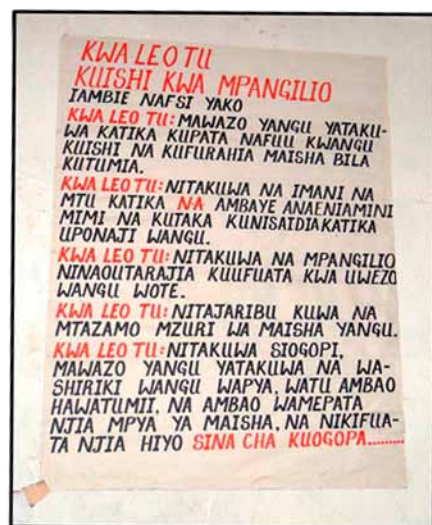 KWA LEO TU
KUISHI KWA MPANGILIO
IAMBIE NAFSI YAKO
KWA LEO TU: MAWAZO YANGU YATAKU-
WA KATIKA KUPATA NAFUU KWANGU
KUISHI NA KUFURAHIA MAISHA BILA
KUTUMIA.
KWA LEO TU: NITAKUWA NA IMANI NA
MTU KATIKA N·A AMBAYE ANAENIAMINI
MIMI NA KUTAKA KUNISAIDIAKATIKA
UPONAJI WANGU.
KWA LEO TU: NITAKUWA NA MPANGILIO
NINAOUTARAJIA KUUFUATA KWA UWEZO
WANGU WOTE.
KWA LEO TU: NITAJARIBU KUWA NA
MTAZAMO MZURI WA MAISHA YANGU.
KWA LEO TU: NITAKUWA SIOGOPI,
MAWAZO YANGU YATAKUWA NA WA-
SHIRIKI WANGU WAPYA, WATU AMBAO
HAWATUMII, NA AMBAO WAMEPATA
NJIA MPYA YA MAISHA, NA NIKIFUA-
TA NJIA HIYO SINA CHA KUOGOPA..........